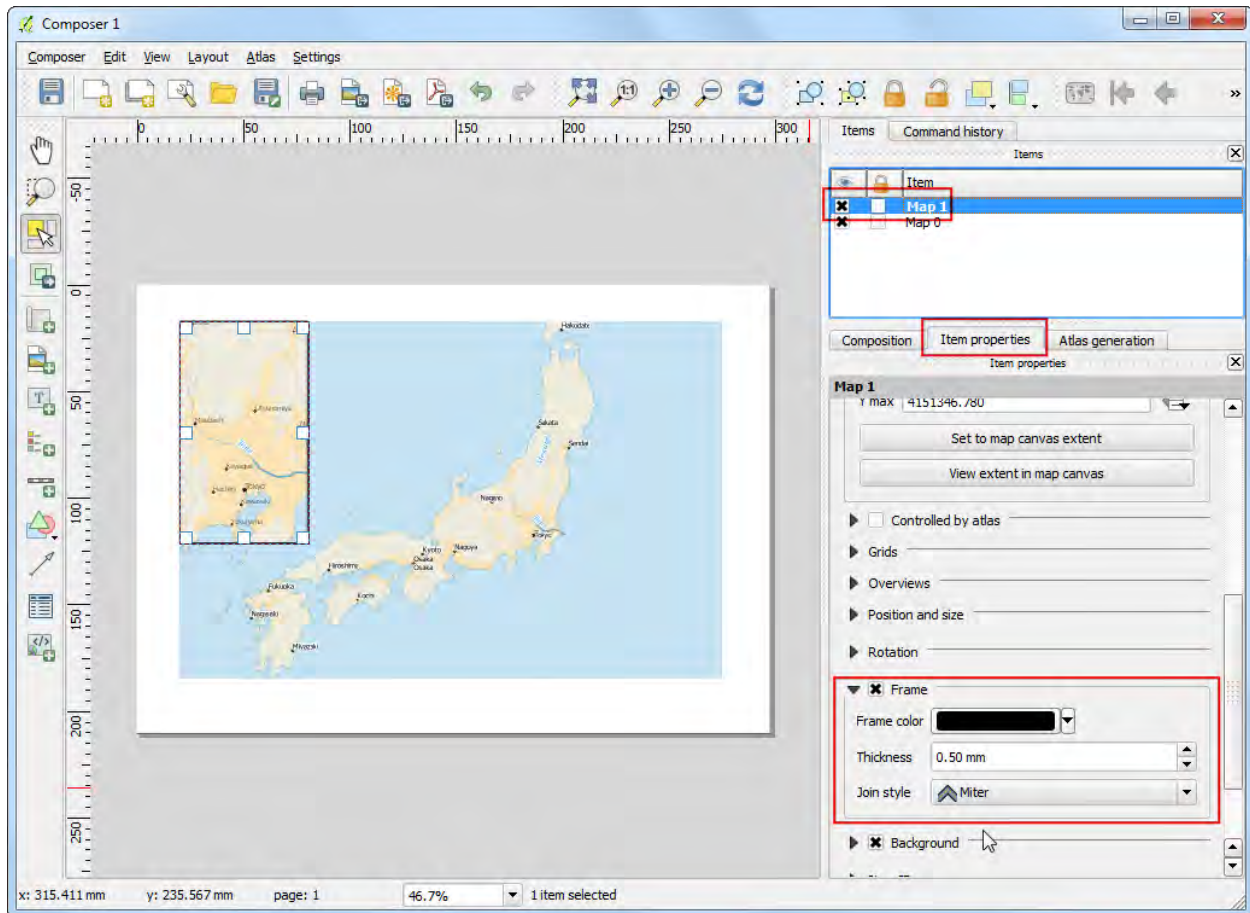 Composer 1
Composer Edit View Layout Atlas Settings
1:1
»
0 50 100 150 200 250 300
50
0
50
100
150
200
250
Hakodate
Sakata
Sendai
Nagano
Tokyo
Kyoto
Nagoya
Osaka
Osaka
Hiroshima
Fukuoka
Kochi
Nagasaki
Miyazaki
Utsunomiya
Tokyo
Items Command history
Items
Item
Map 1
Map 0
Composition Item properties Atlas generation
Item properties
Map 1
Y max 4151346.780
Set to map canvas extent
View extent in map canvas
Controlled by atlas
Grids
Overviews
Position and size
Rotation
Frame
Frame color
Thickness 0.50 mm
Join style Miter
Background
x: 315.411 mm y: 235.567 mm page: 1 46.7% 1 item selected